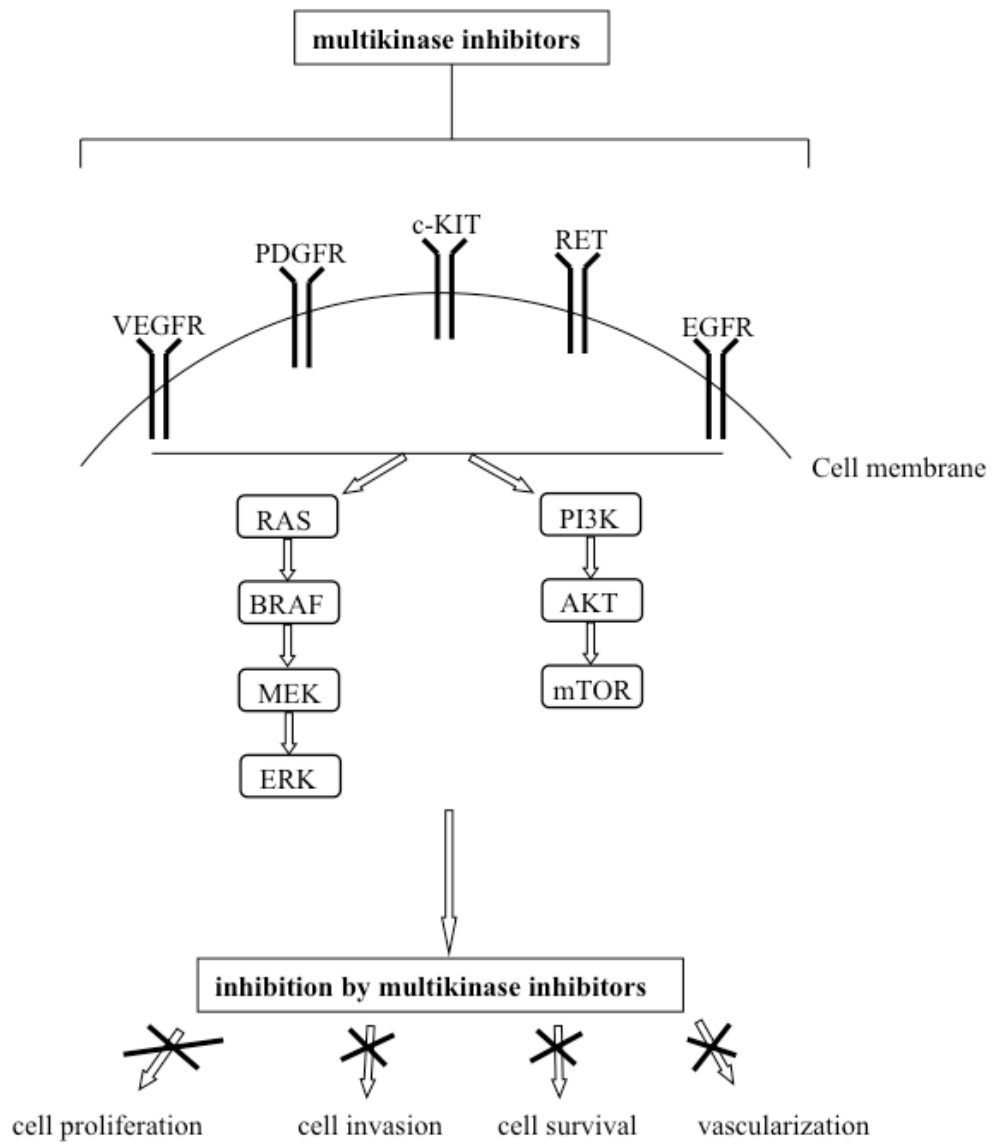 multikinase inhibitors
c-KIT
PDGFR
RET
VEGFR
EGFR
Cell membrane
RAS
PI3K
BRAF
AKT
MEK
mTOR
ERK
inhibition by multikinase inhibitors
cell proliferation
cell invasion
cell survival
vascularization